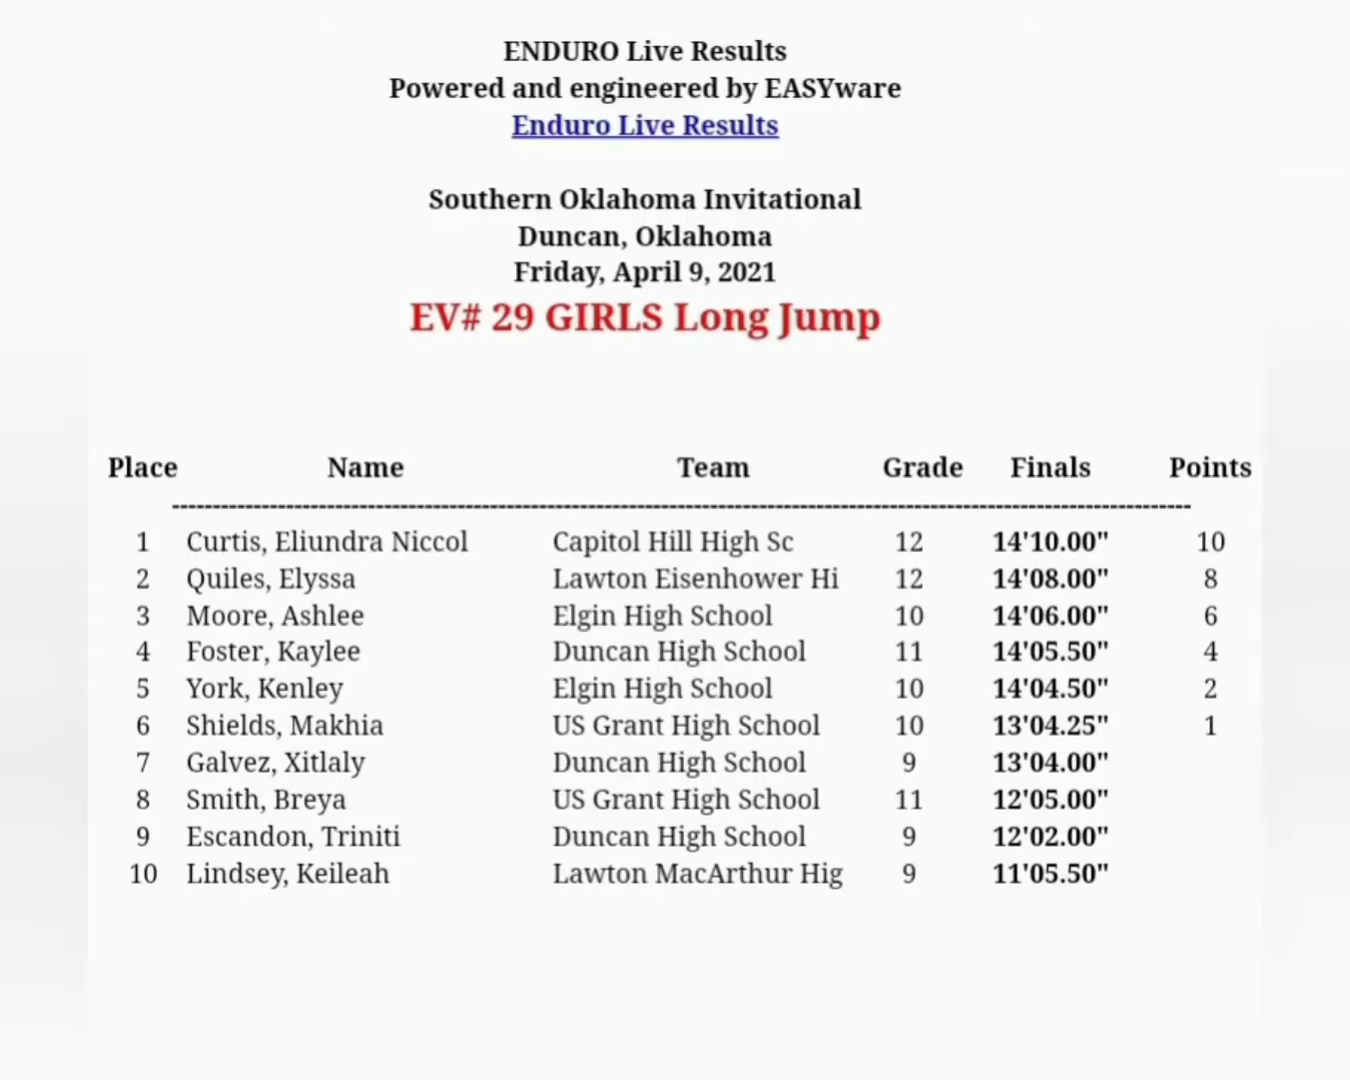 ENDURO Live Results
Powered and engineered by EASYware
Enduro Live Results
Southern Oklahoma Invitational
Duncan, Oklahoma
Friday, April 9, 2021
EV# 29 GIRLS Long Jump
Place Name Team Grade Finals Points
1 Curtis, Eliundra Niccol Capitol Hill High Sc 12 14'10.00" 10
2 Quiles, Elyssa Lawton Eisenhower Hi 12 14'08.00" 8
3 Moore, Ashlee Elgin High School 10 14'06.00" 6
4 Foster, Kaylee Duncan High School 11 14'05.50" 4
5 York, Kenley Elgin High School 10 14'04.50" 2
6 Shields, Makhia US Grant High School 10 13'04.25" 1
7 Galvez, Xitlaly Duncan High School 9 13'04.00"
8 Smith, Breya US Grant High School 11 12'05.00"
9 Escandon, Triniti Duncan High School 9 12'02.00"
10 Lindsey, Keileah Lawton MacArthur Hig 9 11'05.50"